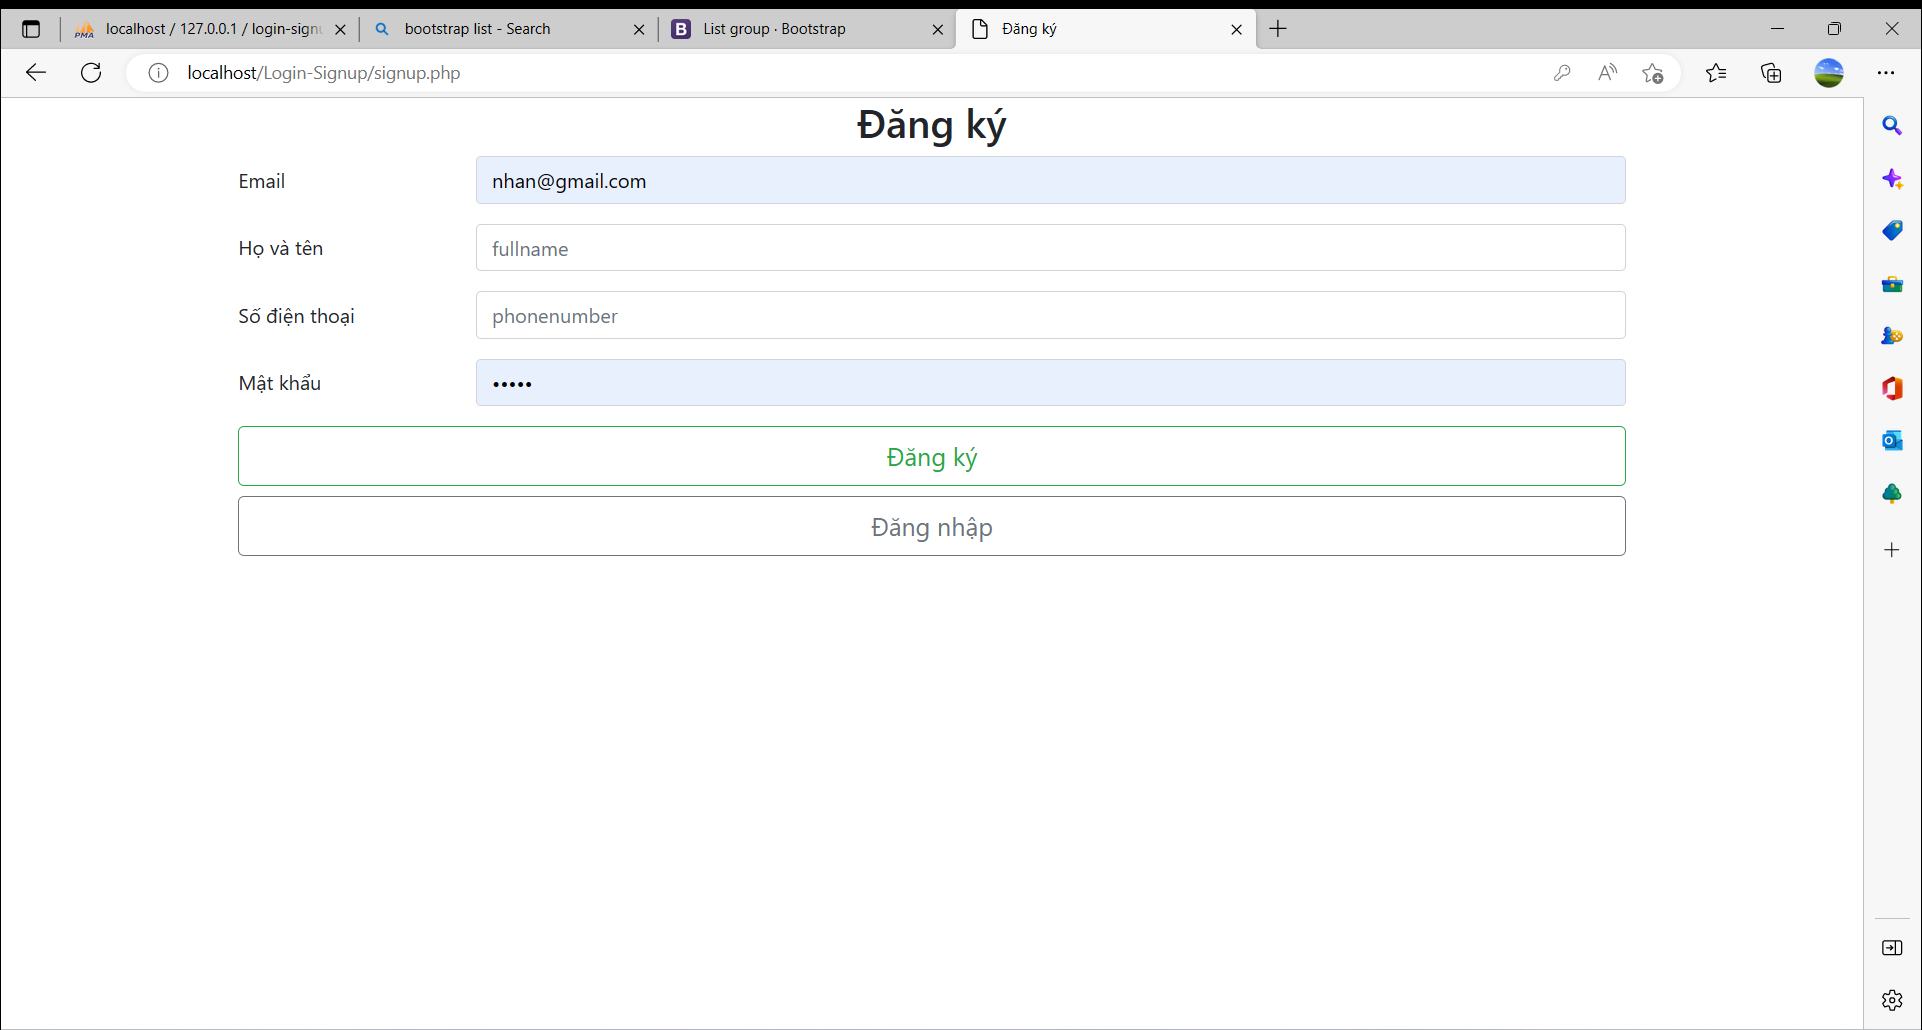 localhost / 127.0.0.1 / login-sign
bootstrap list - Search
List group · Bootstrap
Đăng ký
localhost/Login-Signup/signup.php
Đăng ký
Email
nhan@gmail.com
Họ và tên
fullname
Số điện thoại
phonenumber
Mật khẩu
•••••
Đăng ký
Đăng nhập